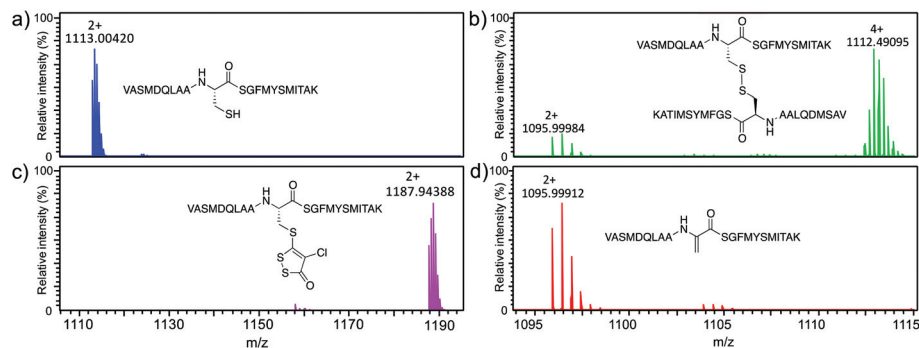 a)
100
Relative intensity (%)
0
2+
1113.00420
H
N
O
VASMDQLAA
SGFMYSMITAK
SH
b)
100
Relative intensity (%)
0
2+
1095.99984
4+
1112.49095
H
N
O
VASMDQLAA
SGFMYSMITAK
S
S
KATIMSYMFGS
ALQDMSAV
O
N
H
c)
100
Relative intensity (%)
0
2+
1187.94388
H
N
O
VASMDQLAA
SGFMYSMITAK
S
Cl
S
S
O
1110 1130 1150 1170 1190
m/z
d)
100
Relative intensity (%)
0
2+
1095.99912
H
N
O
VASMDQLAA
SGFMYSMITAK
1095 1100 1105 1110 1115
m/z